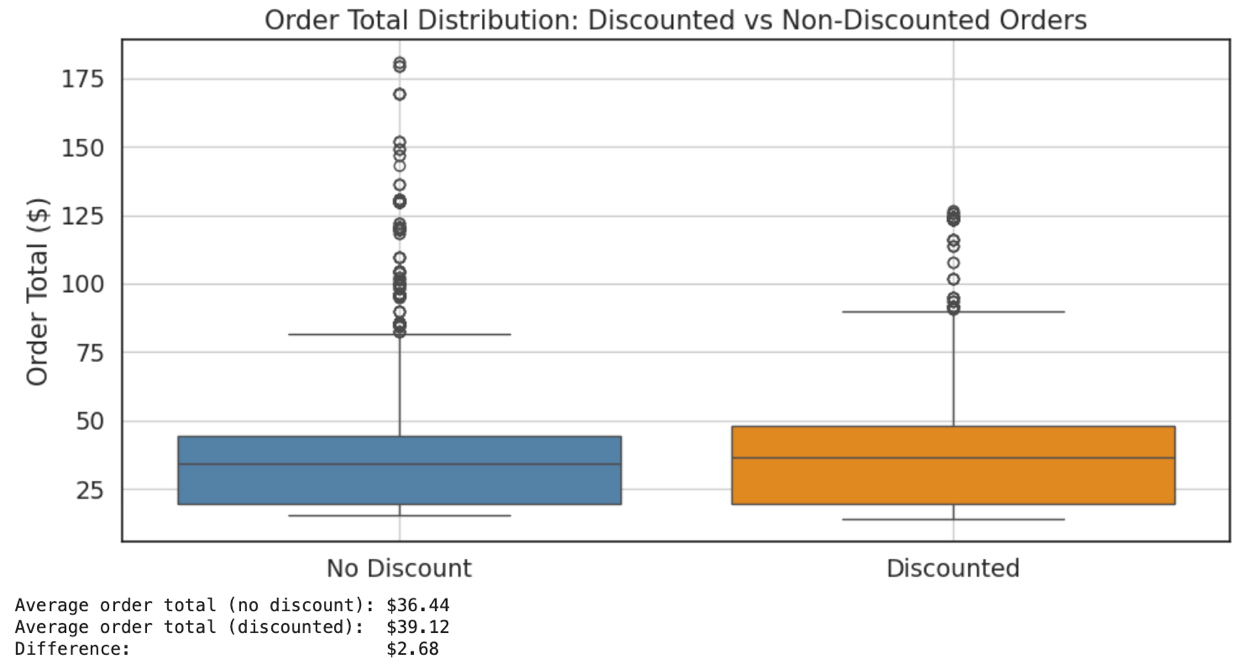 Order Total Distribution: Discounted vs Non-Discounted Orders
Order Total ($)
175
150
125
100
75
50
25
No Discount
Discounted
Average order total (no discount): $36.44
Average order total (discounted):  $39.12
Difference:                        $2.68